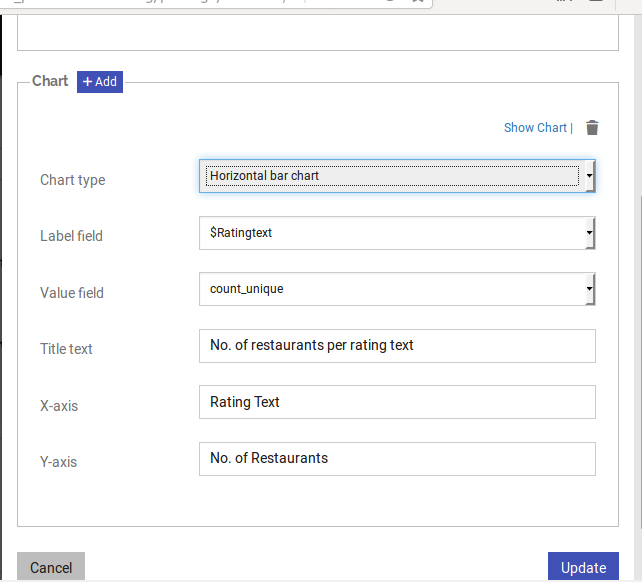 Chart + Add
Show Chart |
Chart type Horizontal bar chart
Label field $Ratingtext
Value field count_unique
Title text No. of restaurants per rating text
X-axis Rating Text
Y-axis No. of Restaurants
Cancel Update